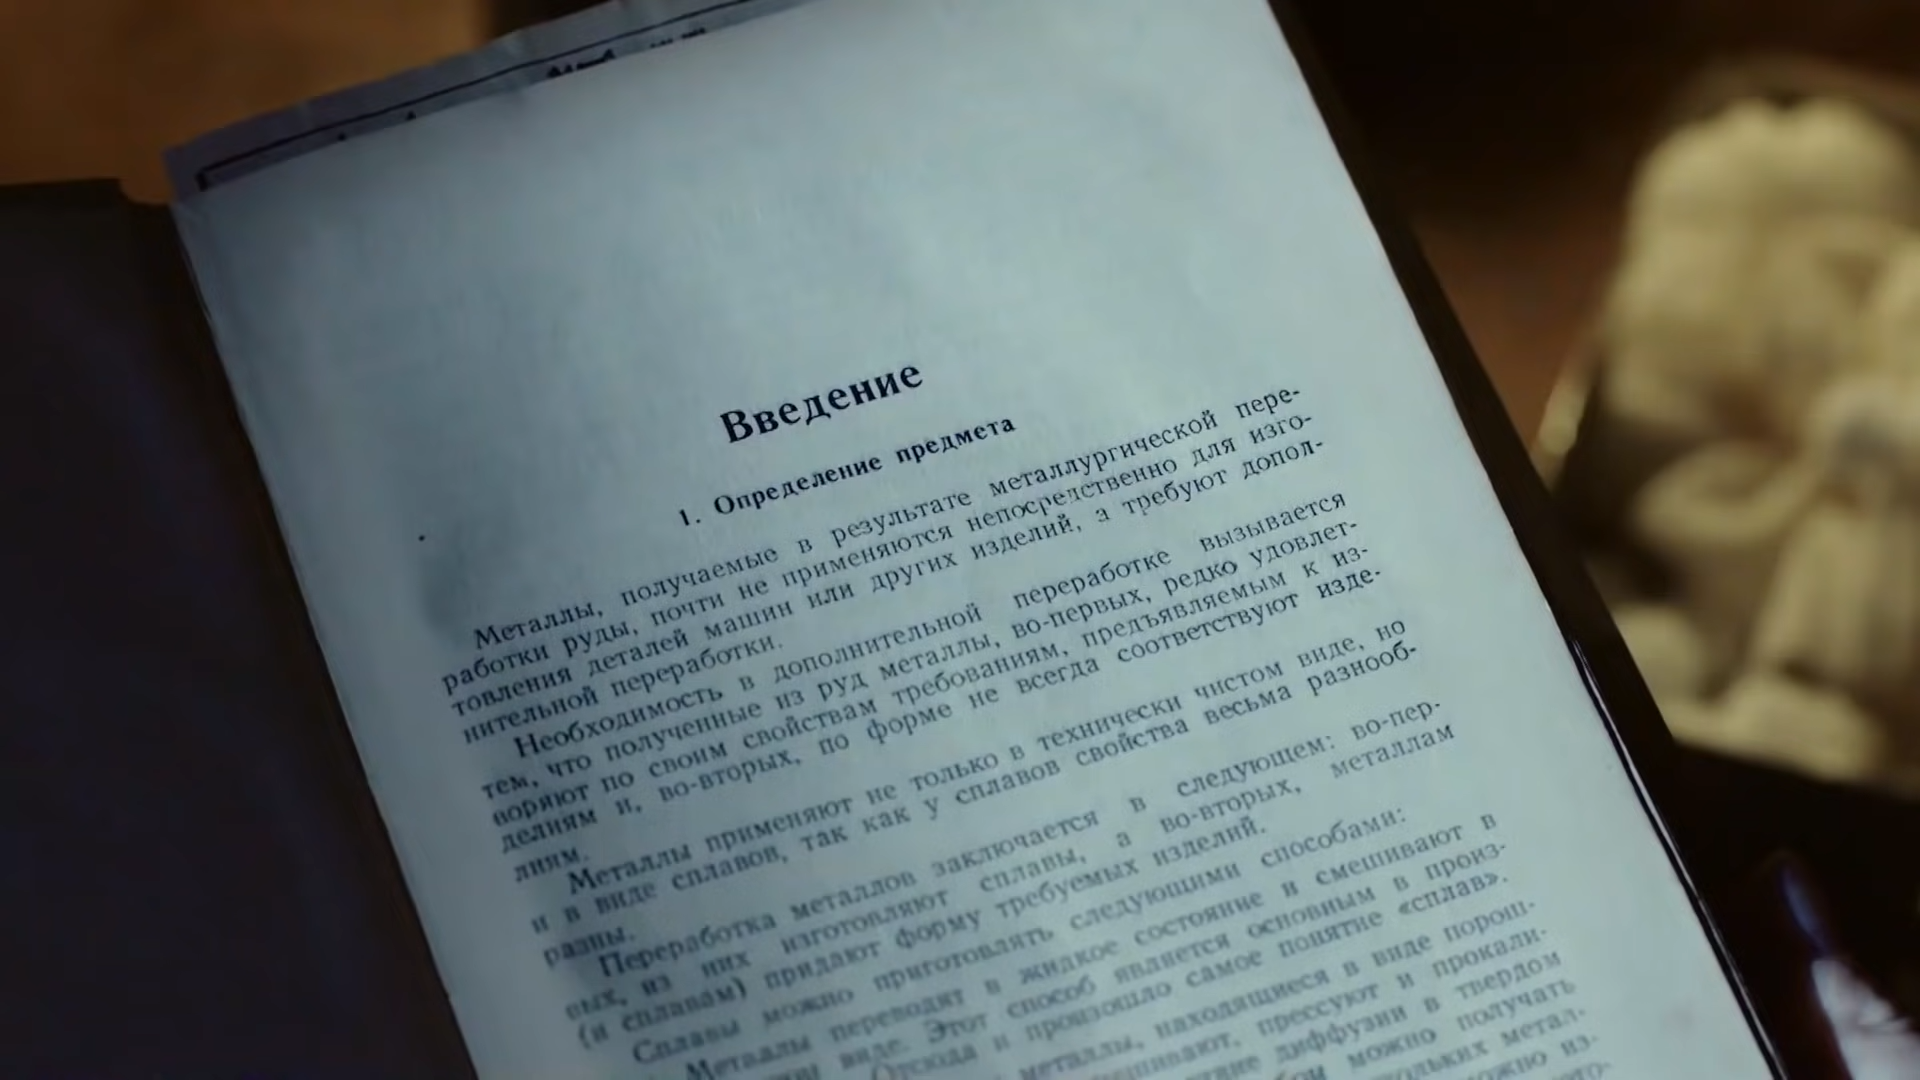 Введение
1. Определение предмета
Металлы, получаемые в результате металлургической пере-
работки руды, почти не применяются непосредственно для изго-
товления деталей машин или других изделий, а требуют допол-
нительной переработки.
Необходимость в дополнительной переработке вызывается
тем, что полученные из руд металлы, во-первых, редко удовлет-
воряют по своим свойствам требованиям, предъявляемым к из-
делиям и, во-вторых, по форме не всегда соответствуют изде-
лиям.
Металлы применяют не только в технически чистом виде, но
и в виде сплавов, так как у сплавов свойства весьма разнооб-
разны.
Переработка металлов заключается в следующем: во-пер-
вых, из них изготовляют сплавы, а во-вторых, металлам
(и сплавам) придают форму требуемых изделий.
Сплавы можно приготовлять следующими способами:
Металлы переводят в жидкое состояние и смешивают в
виде. Этот способ является основным в произ-
Отсюда и произошло самое понятие «сплав».
металлы, находящиеся в виде порош-
прессуют и прокали-
диффузии в твердом
можно получать
метал-
из-